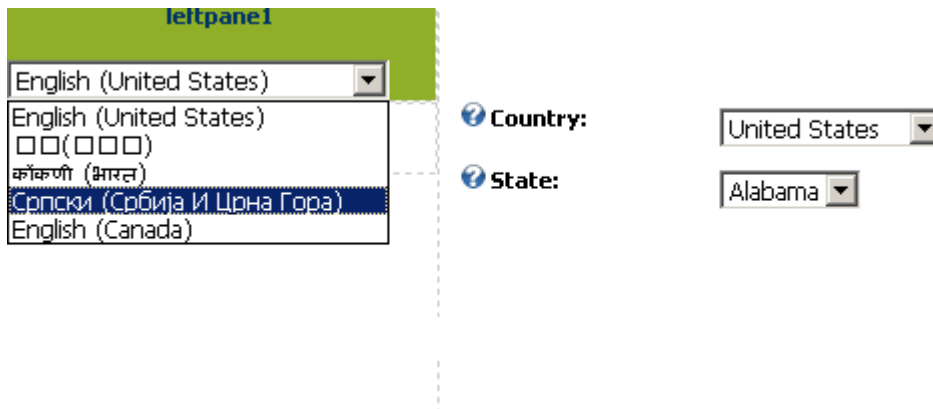 leftpane1
English (United States)
English (United States)
□□(□□□)
कोंकणी (भारत)
Српски (Србија И Црна Гора)
English (Canada)
Country:
United States
State:
Alabama